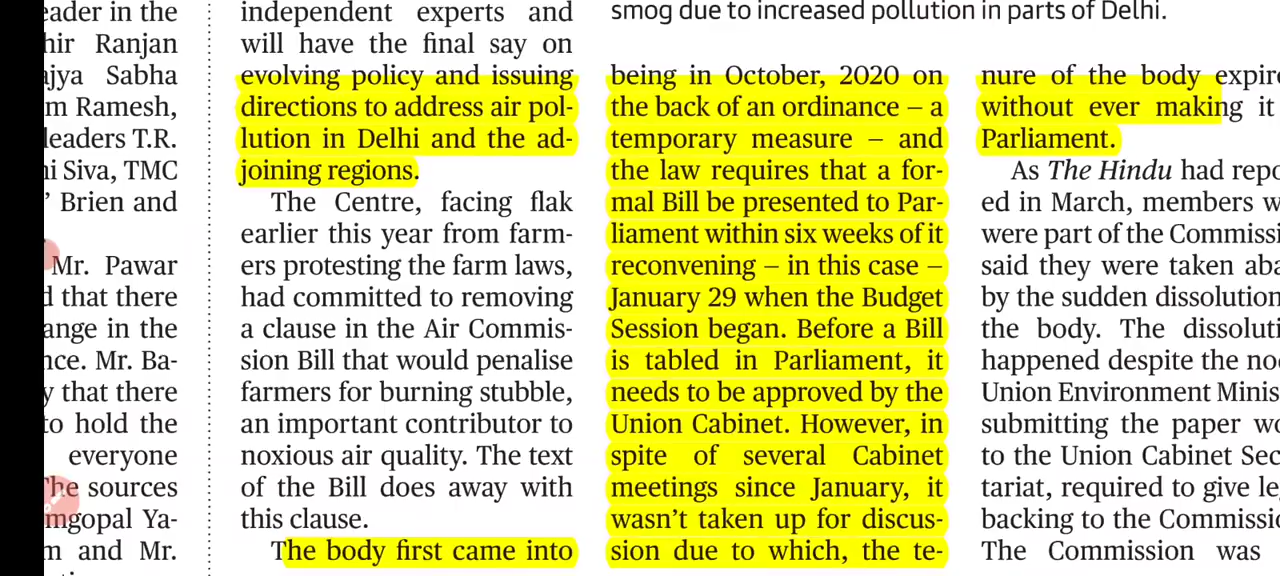 eader in the
hir Ranjan
ajya Sabha
m Ramesh,
leaders T.R.
ni Siva, TMC
’ Brien and
Mr. Pawar
d that there
ange in the
nce. Mr. Ba-
y that there
to hold the
everyone
The sources
mgopal Ya-
m and Mr.
independent experts and
will have the final say on
evolving policy and issuing
directions to address air pol-
lution in Delhi and the ad-
joining regions.
The Centre, facing flak
earlier this year from farm-
ers protesting the farm laws,
had committed to removing
a clause in the Air Commis-
sion Bill that would penalise
farmers for burning stubble,
an important contributor to
noxious air quality. The text
of the Bill does away with
this clause.
The body first came into
smog due to increased pollution in parts of Delhi.
being in October, 2020 on
the back of an ordinance – a
temporary measure – and
the law requires that a for-
mal Bill be presented to Par-
liament within six weeks of it
reconvening – in this case –
January 29 when the Budget
Session began. Before a Bill
is tabled in Parliament, it
needs to be approved by the
Union Cabinet. However, in
spite of several Cabinet
meetings since January, it
wasn’t taken up for discus-
sion due to which, the te-
nure of the body expire
without ever making it
Parliament.
As The Hindu had repo
ed in March, members w
were part of the Commissi
said they were taken aba
by the sudden dissolution
the body. The dissoluti
happened despite the no
Union Environment Minis
submitting the paper wo
to the Union Cabinet Sec
tariat, required to give le
backing to the Commissio
The Commission was